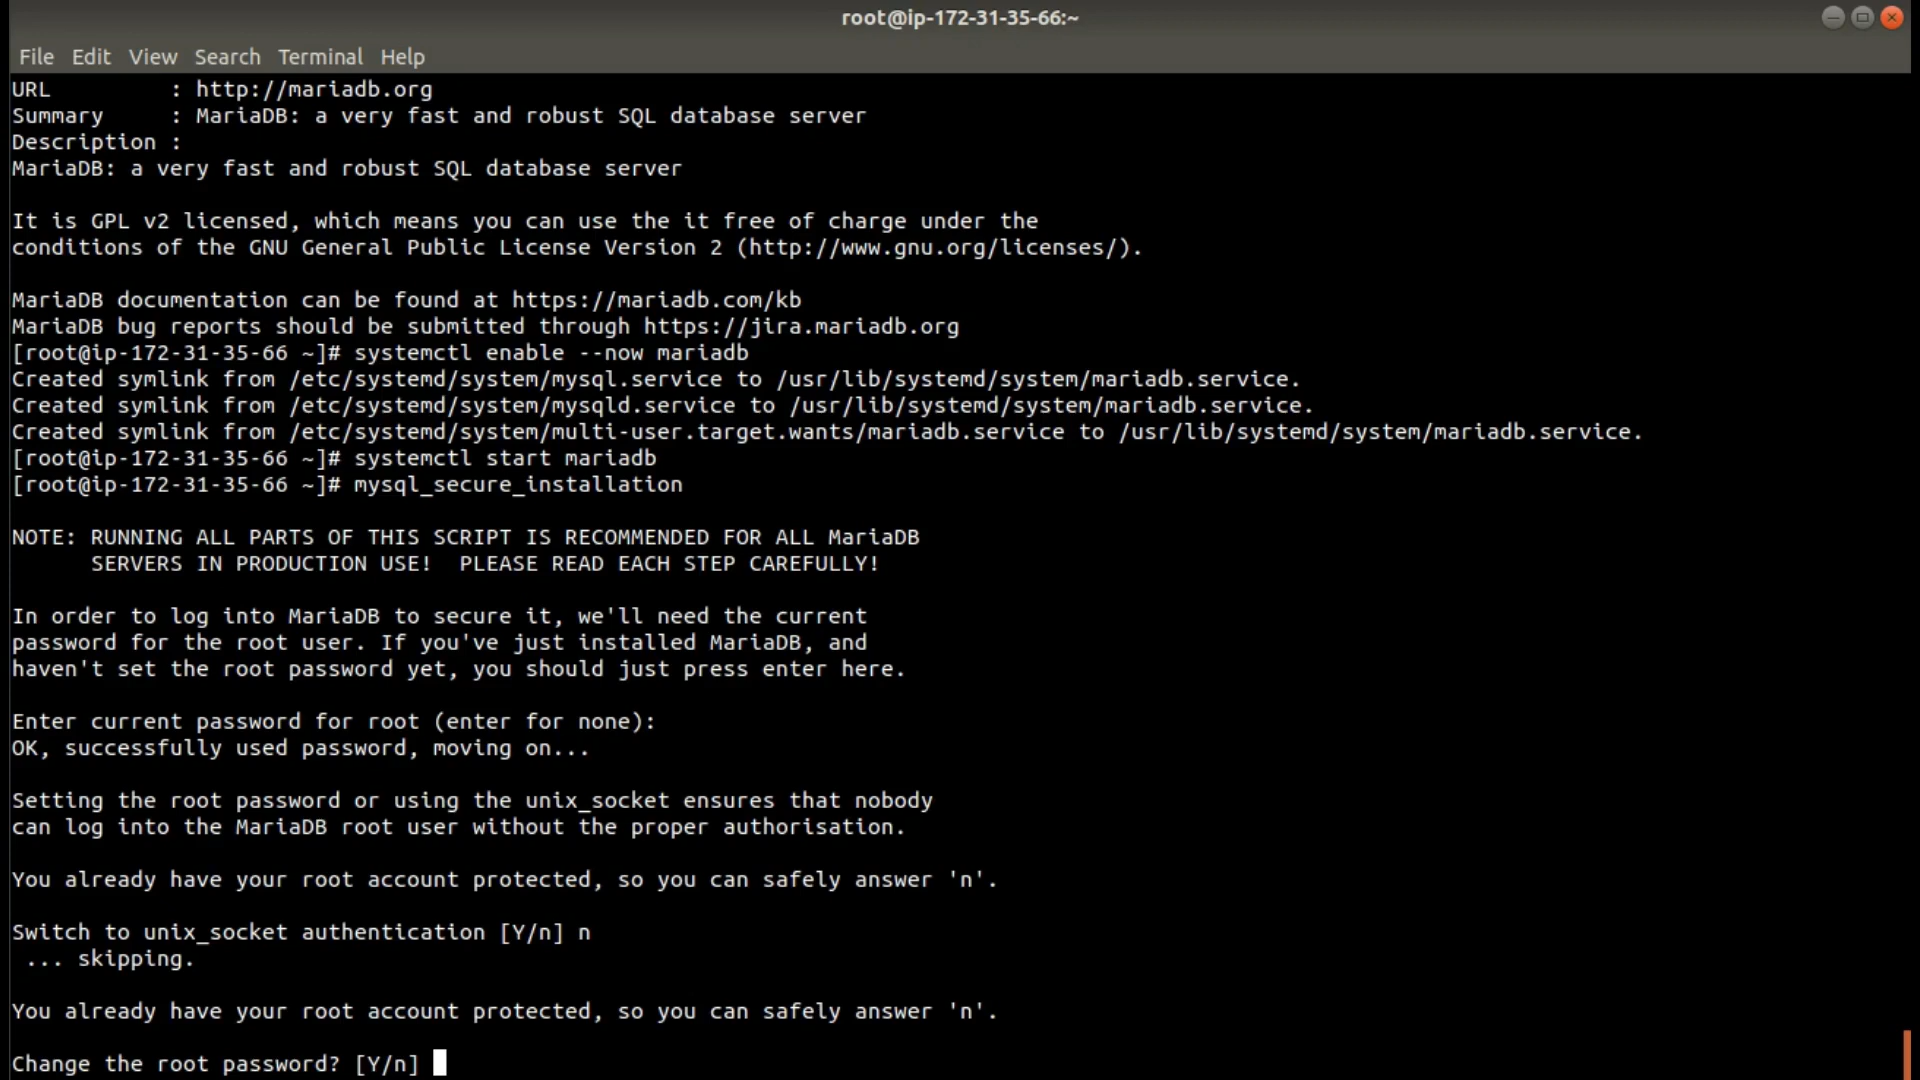 root@ip-172-31-35-66:~
File Edit View Search Terminal Help
URL         : http://mariadb.org
Summary     : MariaDB: a very fast and robust SQL database server
Description :
MariaDB: a very fast and robust SQL database server
It is GPL v2 licensed, which means you can use the it free of charge under the
conditions of the GNU General Public License Version 2 (http://www.gnu.org/licenses/).
MariaDB documentation can be found at https://mariadb.com/kb
MariaDB bug reports should be submitted through https://jira.mariadb.org
[root@ip-172-31-35-66 ~]# systemctl enable --now mariadb
Created symlink from /etc/systemd/system/mysql.service to /usr/lib/systemd/system/mariadb.service.
Created symlink from /etc/systemd/system/mysqld.service to /usr/lib/systemd/system/mariadb.service.
Created symlink from /etc/systemd/system/multi-user.target.wants/mariadb.service to /usr/lib/systemd/system/mariadb.service.
[root@ip-172-31-35-66 ~]# systemctl start mariadb
[root@ip-172-31-35-66 ~]# mysql_secure_installation
NOTE: RUNNING ALL PARTS OF THIS SCRIPT IS RECOMMENDED FOR ALL MariaDB
      SERVERS IN PRODUCTION USE!  PLEASE READ EACH STEP CAREFULLY!
In order to log into MariaDB to secure it, we'll need the current
password for the root user. If you've just installed MariaDB, and
haven't set the root password yet, you should just press enter here.
Enter current password for root (enter for none):
OK, successfully used password, moving on...
Setting the root password or using the unix_socket ensures that nobody
can log into the MariaDB root user without the proper authorisation.
You already have your root account protected, so you can safely answer 'n'.
Switch to unix_socket authentication [Y/n] n
 ... skipping.
You already have your root account protected, so you can safely answer 'n'.
Change the root password? [Y/n]